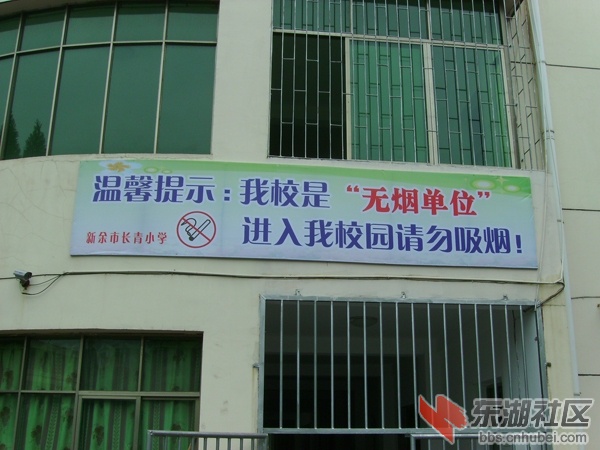 温馨提示:我校是“无烟单位”
新余市长青小学
进入我校园请勿吸烟!
东湖社区
bbs.cnhubei.com